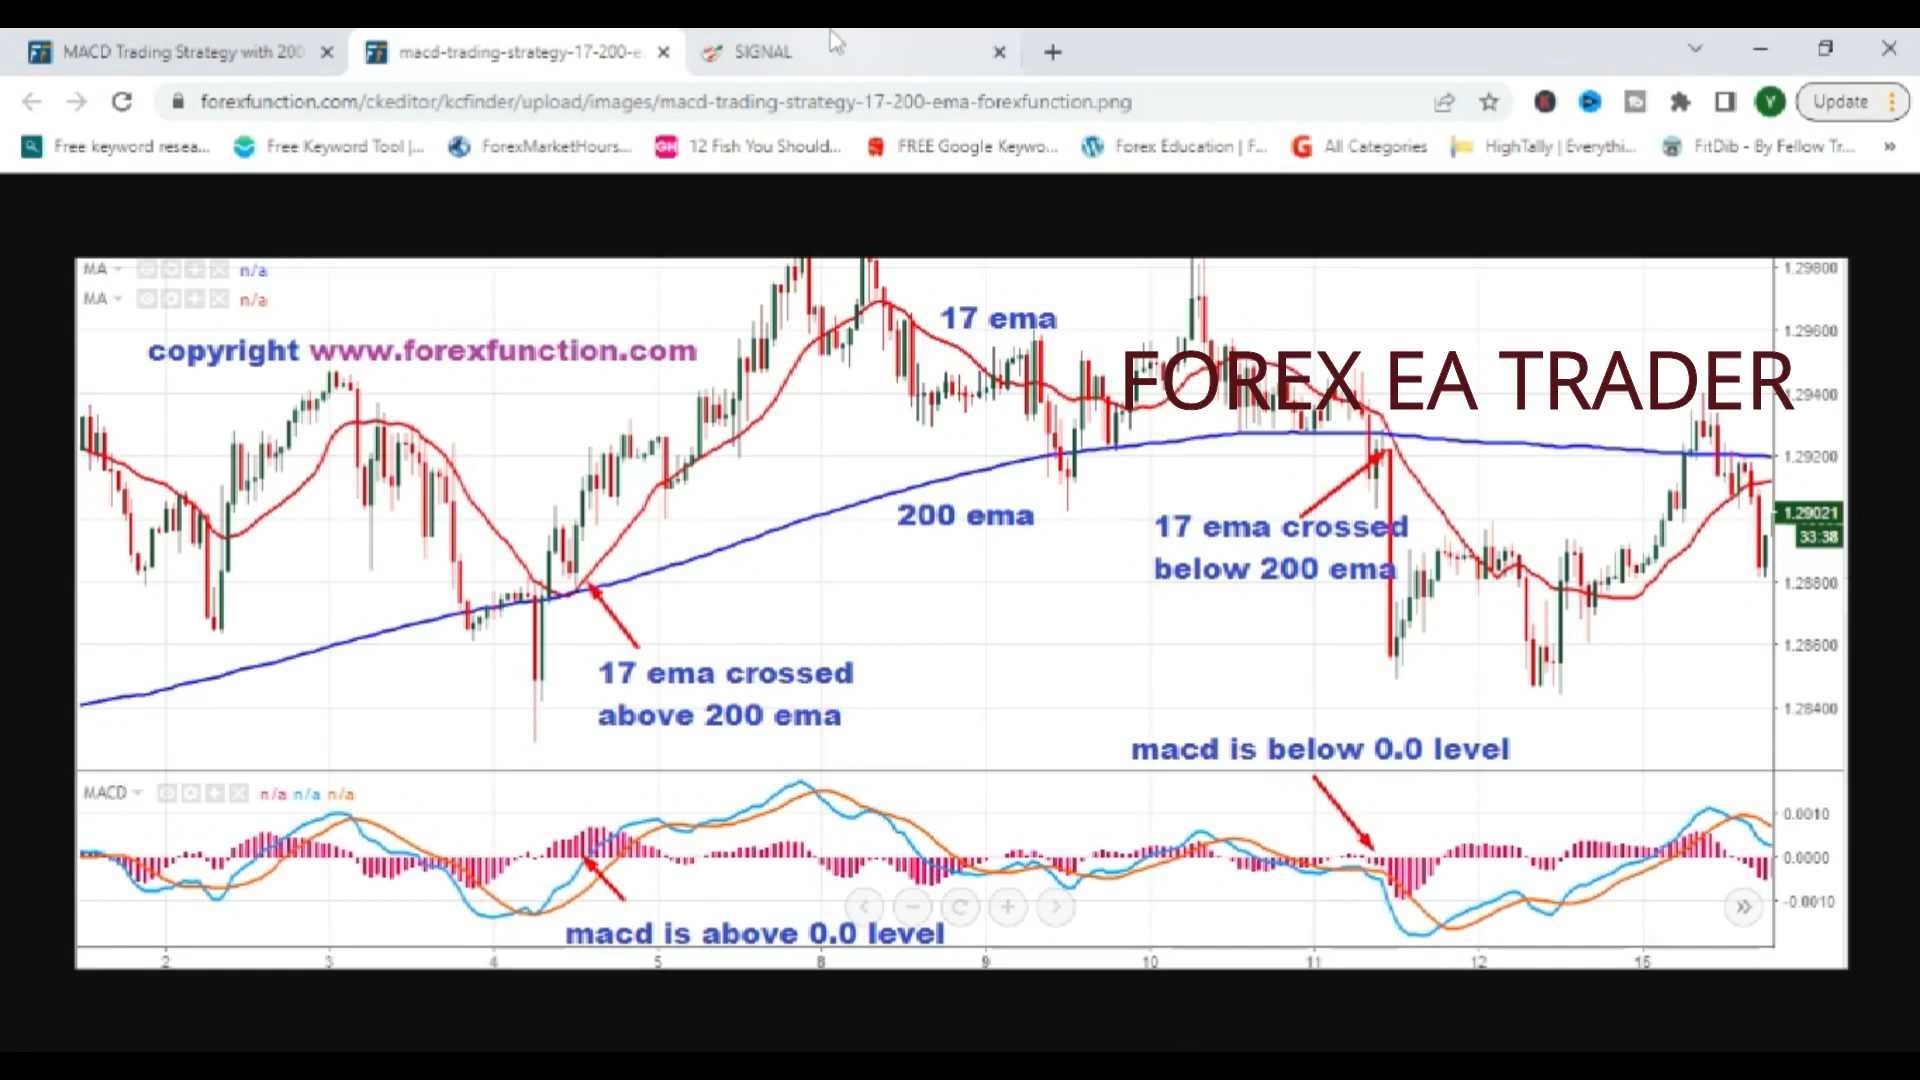 MACD Trading Strategy with 200
macd-trading-strategy-17-200-e
SIGNAL
forexfunction.com/ckeditor/kcfinder/upload/images/macd-trading-strategy-17-200-ema-forexfunction.png
Y
Update
Free keyword resea...
Free Keyword Tool |...
ForexMarketHours...
GH
12 Fish You Should...
FREE Google Keywo...
Forex Education | F...
G
All Categories
HighTally | Everythi...
FitDib - By Fellow Tr...
MA n/a
MA n/a
copyright www.forexfunction.com
17 ema
FOREX EA TRADER
200 ema
17 ema crossed
below 200 ema
17 ema crossed
above 200 ema
macd is below 0.0 level
1.29800
1.29600
1.29400
1.29200
1.29021
33:38
1.28800
1.28600
1.28400
MACD n/a n/a n/a
0.0010
0.0000
-0.0010
macd is above 0.0 level
2 3 4 5 8 9 10 11 12 15